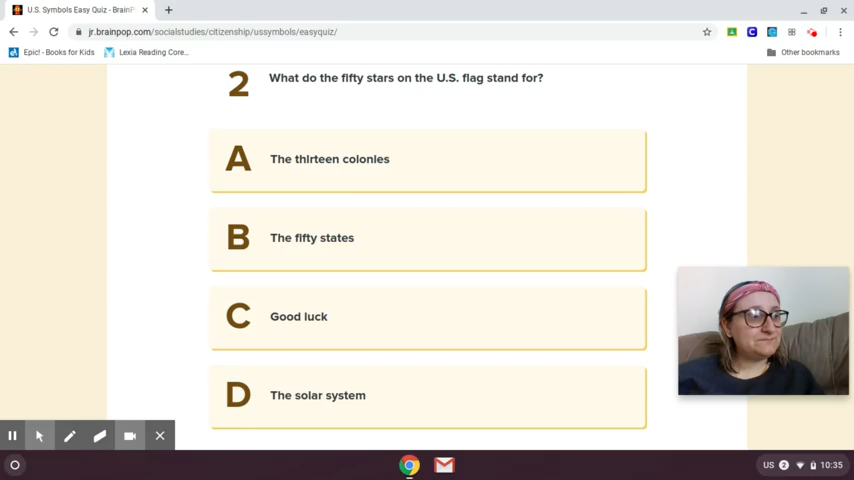 U.S. Symbols Easy Quiz - BrainP
jr.brainpop.com/socialstudies/citizenship/ussymbols/easyquiz/
Epic! - Books for Kids
Lexia Reading Core...
Other bookmarks
2
What do the fifty stars on the U.S. flag stand for?
A
The thirteen colonies
B
The fifty states
C
Good luck
D
The solar system
US 2 10:35